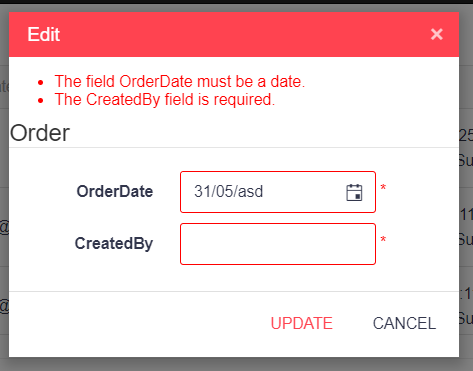 Edit ×
The field OrderDate must be a date.
The CreatedBy field is required.
Order
OrderDate 31/05/asd *
CreatedBy *
UPDATE CANCEL